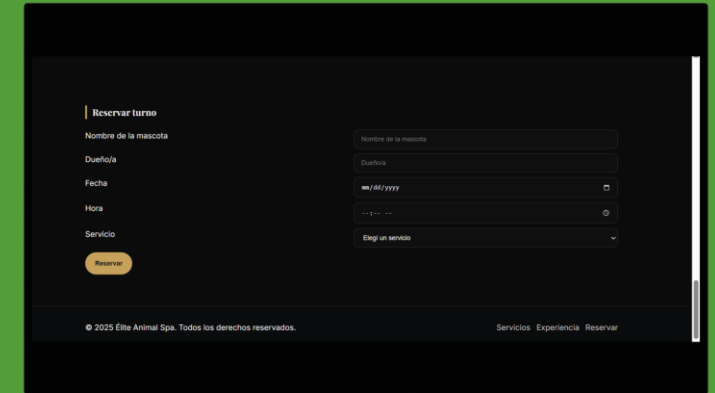 Reservar turno
Nombre de la mascota
Nombre de la mascota
Dueño/a
Dueño/a
Fecha
mm/dd/yyyy
Hora
--:-- --
Servicio
Elegí un servicio
Reservar
© 2025 Élite Animal Spa. Todos los derechos reservados.
Servicios Experiencia Reservar